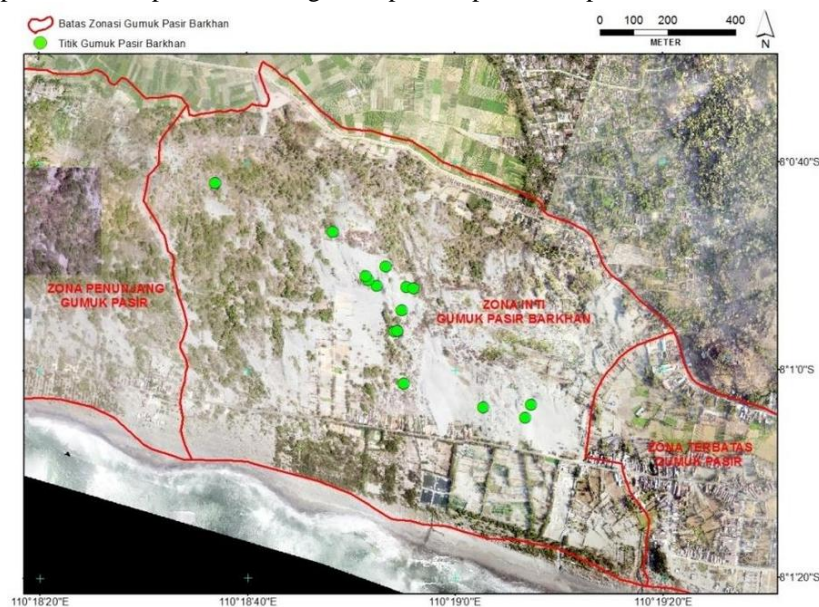 Batas Zonasi Gumuk Pasir Barkhan
Titik Gumuk Pasir Barkhan
0 100 200 400
METER
N
8°0'40"S
ZONA PENUNJANG
GUMUK PASIR
ZONA INTI
GUMUK PASIR BARKHAN
8°1'0"S
ZONA TERBATAS
GUMUK PASIR
8°1'20"S
110°18'20"E 110°18'40"E 110°19'0"E 110°19'20"E